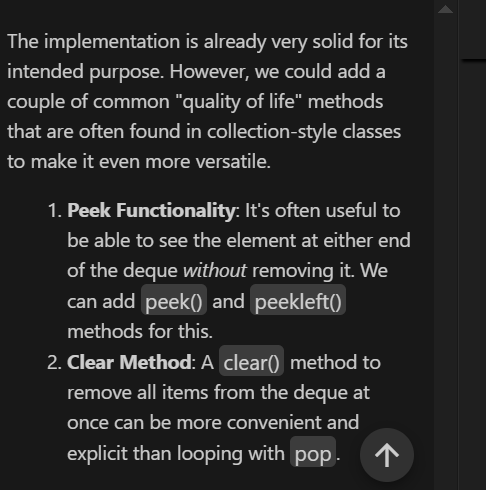 The implementation is already very solid for its
intended purpose. However, we could add a
couple of common "quality of life" methods
that are often found in collection-style classes
to make it even more versatile.
1. Peek Functionality: It's often useful to
be able to see the element at either end
of the deque without removing it. We
can add peek() and peekleft()
methods for this.
2. Clear Method: A clear() method to
remove all items from the deque at
once can be more convenient and
explicit than looping with pop.